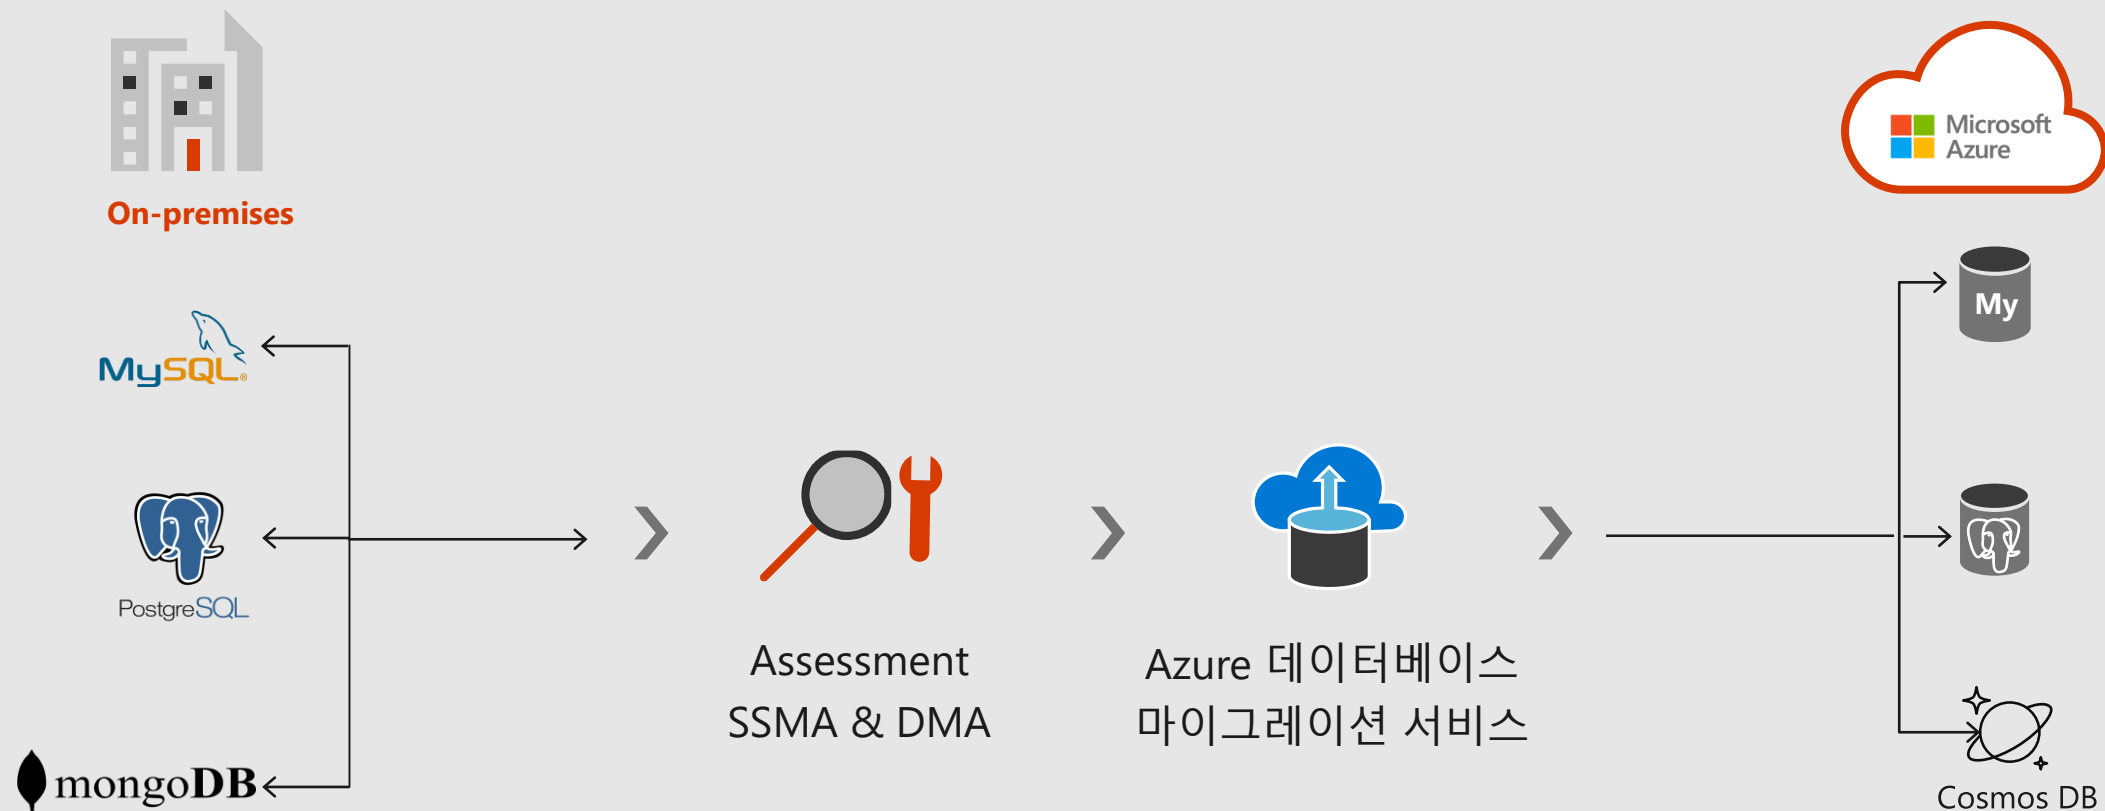 On-premises
Microsoft
Azure
My
MySQL®
PostgreSQL
Assessment
SSMA & DMA
Azure 데이터베이스
마이그레이션 서비스
mongoDB
Cosmos DB